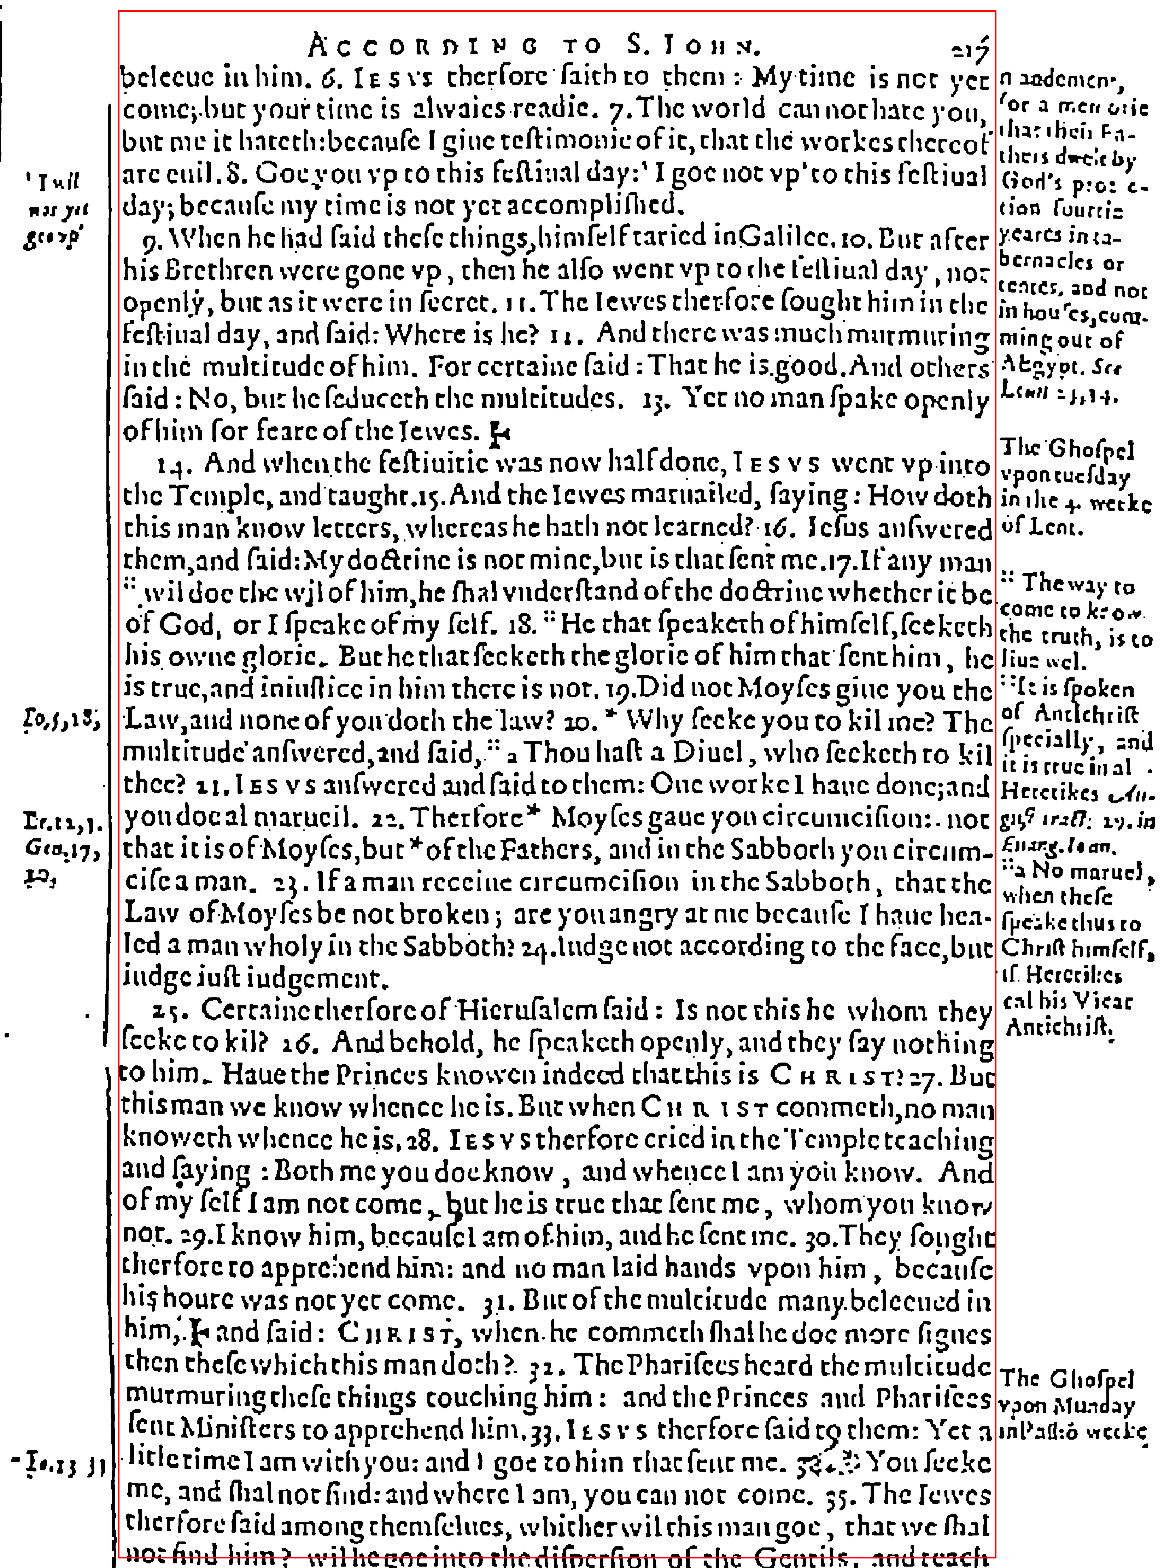 ACCORDING TO S. IOHN. 217
beleeue in him. 6. IESVS therfore ſaith to them: My time is not yet
come; but your time is alwaies readie. 7. The world can not hate you,
but me it hateth: becauſe I giue teſtimonie of it, that the workes therof
are euil. 8. Goe you vp to this feſtiual day: ' I goe not vp' to this feſtiual
day; becauſe my time is not yet accompliſhed.
9. When he had ſaid theſe things, himſelf taried in Galilee. 10. But after
his Brethren were gone vp, then he alſo went vp to the feſtiual day, not
openly, but as it were in ſecret. 11. The Iewes therfore ſought him in the
feſtiual day, and ſaid: Where is he? 12. And there was much murmuring
in the multitude of him. For certaine ſaid: That he is good. And others
ſaid: No, but he ſeduceth the multitudes. 13. Yet no man ſpake openly
of him for feare of the Iewes.
14. And when the feſtiuitie was now half done, IESVS went vp into
the Temple, and taught. 15. And the Iewes maruailed, ſaying: How doth
this man know letters, whereas he hath not learned? 16. Ieſus anſwered
them, and ſaid: My doctrine is not mine, but is that ſent me. 17. If any man
:: wil doe the wil of him, he ſhal vnderſtand of the doctrine whether it be
of God, or I ſpeake of my ſelf. 18. :: He that ſpeaketh of himſelf, ſeeketh
his owne glorie. But he that ſeeketh the glorie of him that ſent him, he
is true, and iniuſtice in him there is not. 19. Did not Moyſes giue you the
Law, and none of you doth the law? 20. * Why ſeeke you to kil me? The
multitude anſwered, and ſaid, :: a Thou haſt a Diuel, who ſeeketh to kil
thee? 21. IESVS anſwered and ſaid to them: One worke I haue done; and
you doe al marueil. 22. Therfore * Moyſes gaue you circumciſion: not
that it is of Moyſes, but * of the Fathers, and in the Sabboth you circum-
ciſe a man. 23. If a man receiue circumciſion in the Sabboth, that the
Law of Moyſes be not broken; are you angry at me becauſe I haue hea-
led a man wholy in the Sabboth? 24. Iudge not according to the face, but
iudge iuſt iudgement.
25. Certaine therfore of Hieruſalem ſaid: Is not this he whom they
ſeeke to kil? 26. And behold, he ſpeaketh openly, and they ſay nothing
to him. Haue the Princes knowen indeed that this is CHRIST? 27. But
this man we know whence he is. But when CHRIST commeth, no man
knoweth whence he is. 28. IESVS therfore cried in the Temple teaching
and ſaying: Both me you doe know, and whence I am you know. And
of my ſelf I am not come, but he is true that ſent me, whom you know
not. 29. I know him, becauſe I am of him, and he ſent me. 30. They ſought
therfore to apprehend him: and no man laid hands vpon him, becauſe
his houre was not yet come. 31. But of the multitude many beleeued in
him, and ſaid: CHRIST, when he commeth ſhal he doe more ſignes
then theſe which this man doth? 32. The Phariſees heard the multitude
murmuring theſe things touching him: and the Princes and Phariſees
ſent Miniſters to apprehend him. 33. IESVS therfore ſaid to them: Yet a
litle time I am with you: and I goe to him that ſent me. 34. You ſeeke
me, and ſhal not find: and where I am, you can not come. 35. The Iewes
therfore ſaid among themſelues, whither wil this man goe, that we ſhal
not find him? wil he goe into the diſperſion of the Gentils, and teach
for a memorie
that their Fa-
thers dwelt by
God's prote-
ction fourtie
yeares in ta-
bernacles or
tentes, and not
in houſes, com-
ming out of
Aegypt. See
Leuit 23, 34.
The Ghoſpel
vpon tueſday
in the 4. weeke
of Lent.
:: The way to
come to know
the truth, is to
liue wel.
:: It is ſpoken
of Antichriſt
ſpecially, and
it is true in al
Heretikes Au-
guſt. tract. 29. in
Euang. Ioan.
:: a No maruel,
when theſe
ſpeake thus to
Chriſt himſelf,
if Heretikes
cal his Vicar
Antichriſt.
The Ghoſpel
vpon Munday
in Paſſiō weeke
' I wil
not yet
goe vp'
Io, 5, 18,
Le. 12, 3.
Gen. 17,
10,
Io. 13 33